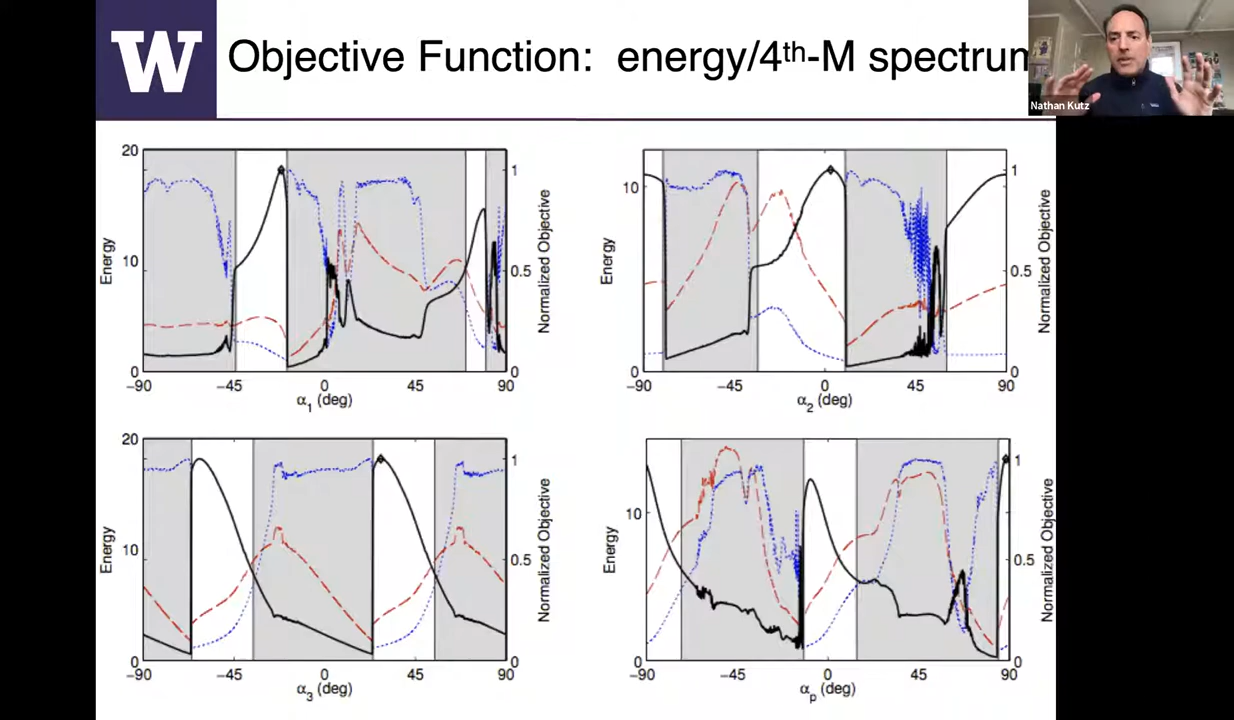 W
Objective Function: energy/4th-M spectrum
Nathan Kutz
20
10
0
Energy
1
0.5
0
Normalized Objective
−90
−45
0
45
90
α1 (deg)
10
0
Energy
1
0.5
0
Normalized Objective
−90
−45
0
45
90
α2 (deg)
20
10
0
Energy
1
0.5
0
Normalized Objective
−90
−45
0
45
90
α3 (deg)
10
0
Energy
1
0.5
0
Normalized Objective
−90
−45
0
45
90
αp (deg)